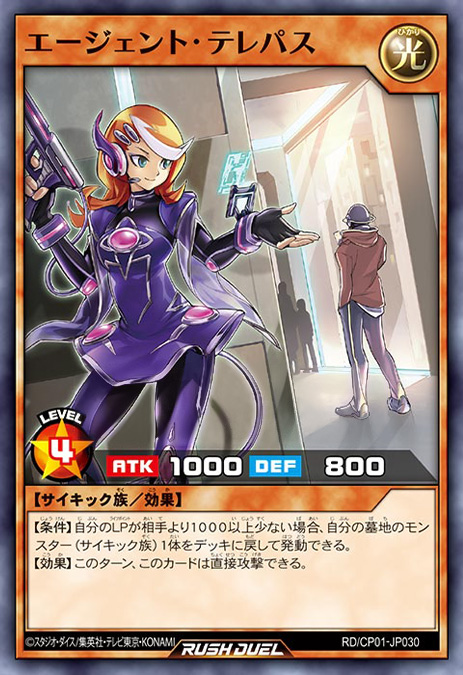 エージェント・テレパス
ひかり
光
LEVEL
4
ATK 1000 DEF 800
【サイキック族／効果】
【条件】自分のLPが相手より1000以上少ない場合、自分の墓地のモン
スター（サイキック族）1体をデッキに戻して発動できる。
【効果】このターン、このカードは直接攻撃できる。
©スタジオ・ダイス/集英社・テレビ東京・KONAMI
RUSH DUEL
RD/CP01-JP030